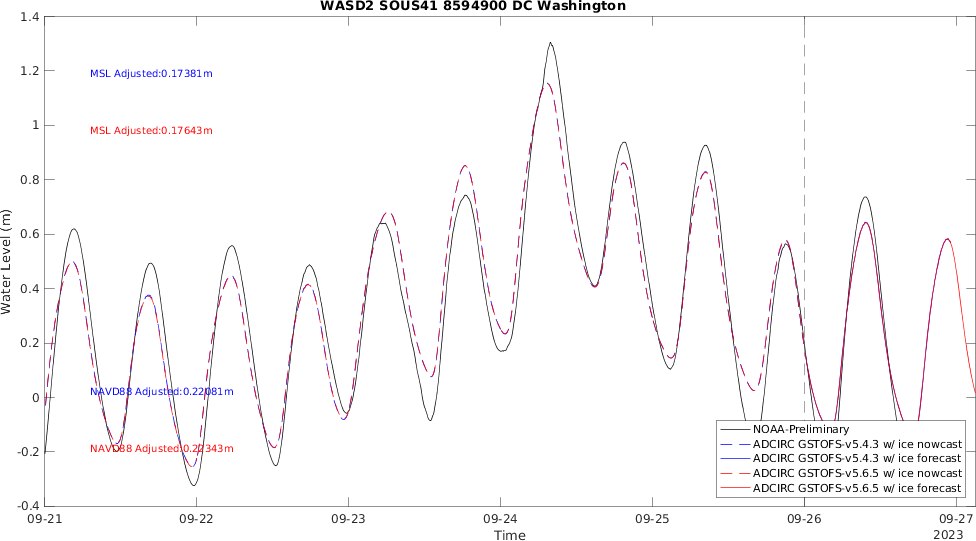 WASD2 SOUS41 8594900 DC Washington
1.4
1.2
1
0.8
0.6
0.4
0.2
0
-0.2
-0.4
Water Level (m)
MSL Adjusted:0.17381m
MSL Adjusted:0.17643m
NAVD88 Adjusted:0.22081m
NAVD88 Adjusted:0.22343m
NOAA-Preliminary
ADCIRC GSTOFS-v5.4.3 w/ ice nowcast
ADCIRC GSTOFS-v5.4.3 w/ ice forecast
ADCIRC GSTOFS-v5.6.5 w/ ice nowcast
ADCIRC GSTOFS-v5.6.5 w/ ice forecast
09-21 09-22 09-23 09-24 09-25 09-26 09-27
Time
2023